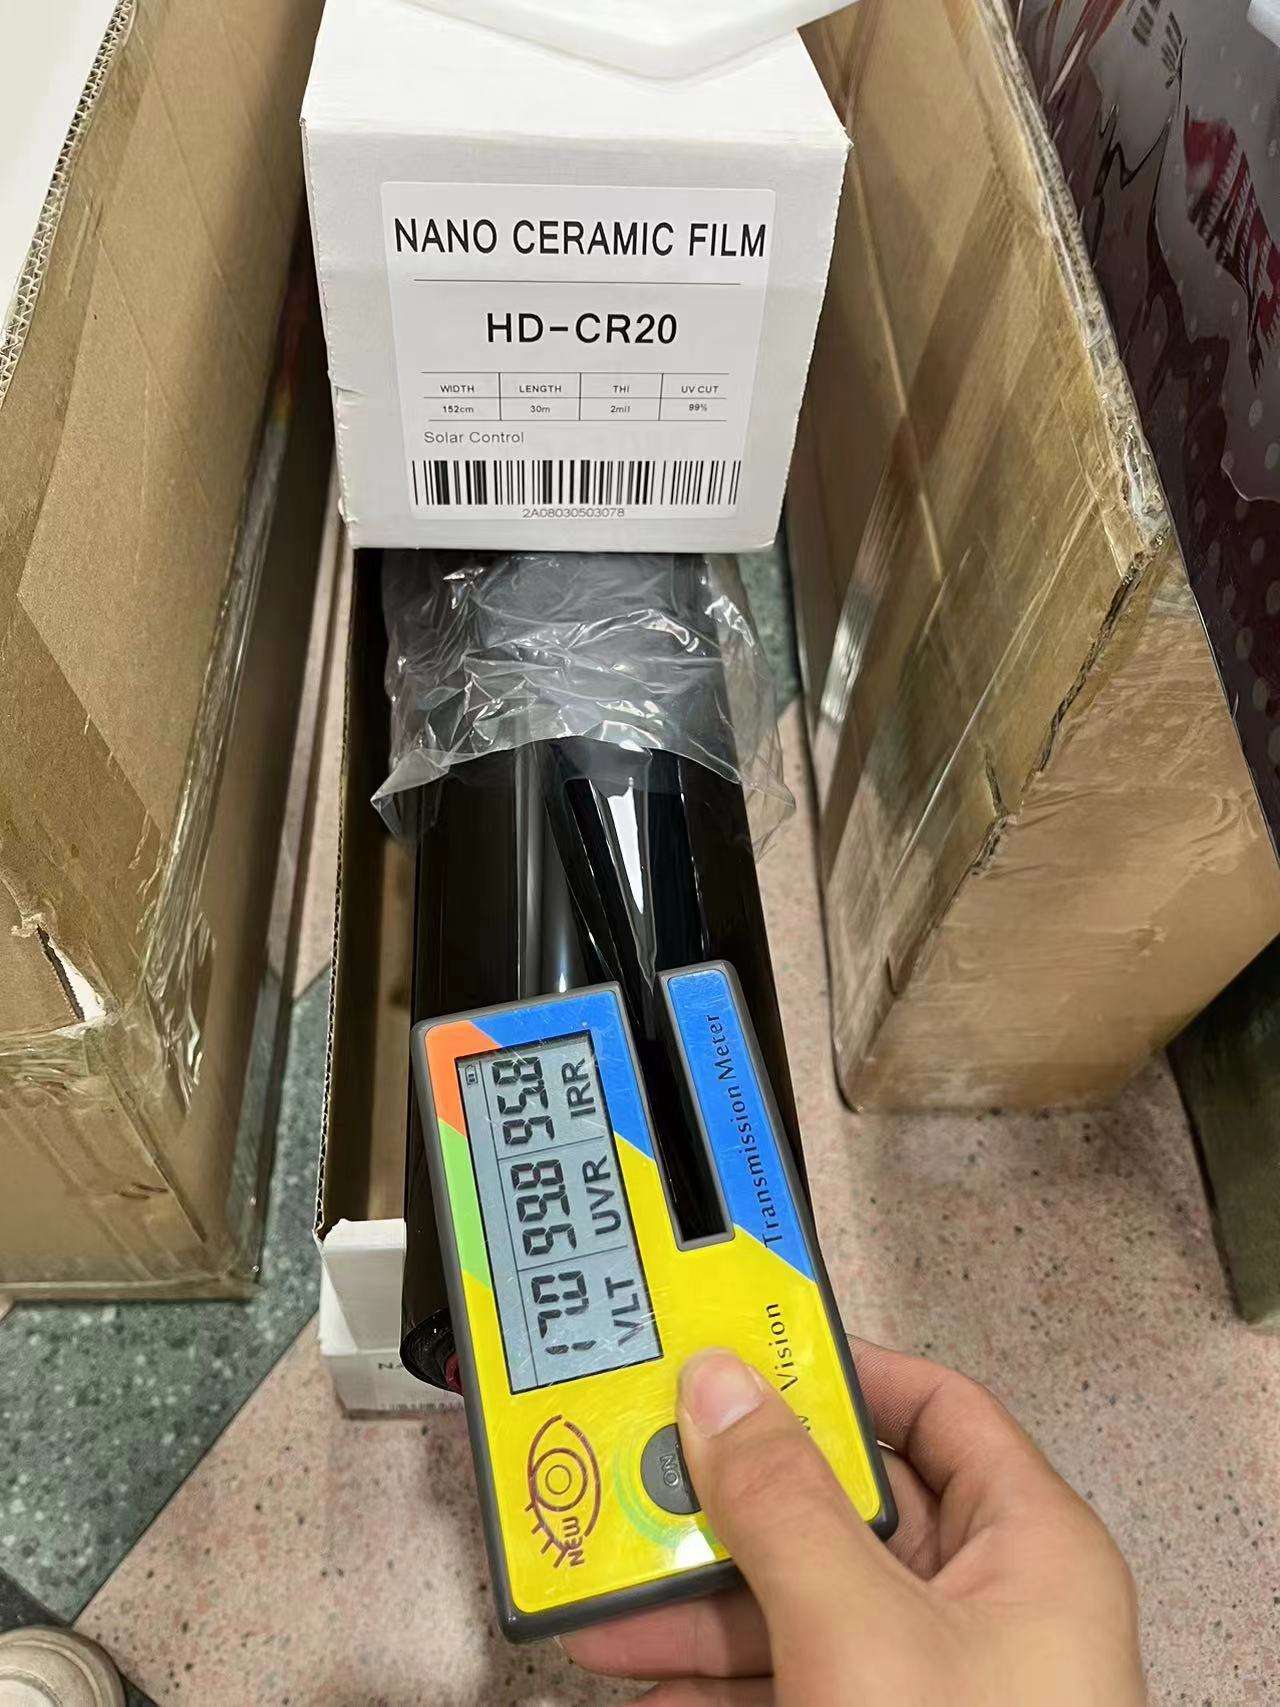 NANO CERAMIC FILM
HD-CR20
WIDTH LENGTH THI UV CUT
152cm 30m 2mil 99%
Solar Control
2A08030503078
17.0 99.8 95.8
VLT UVR IRR
Transmission Meter
Vision
ON
NEW